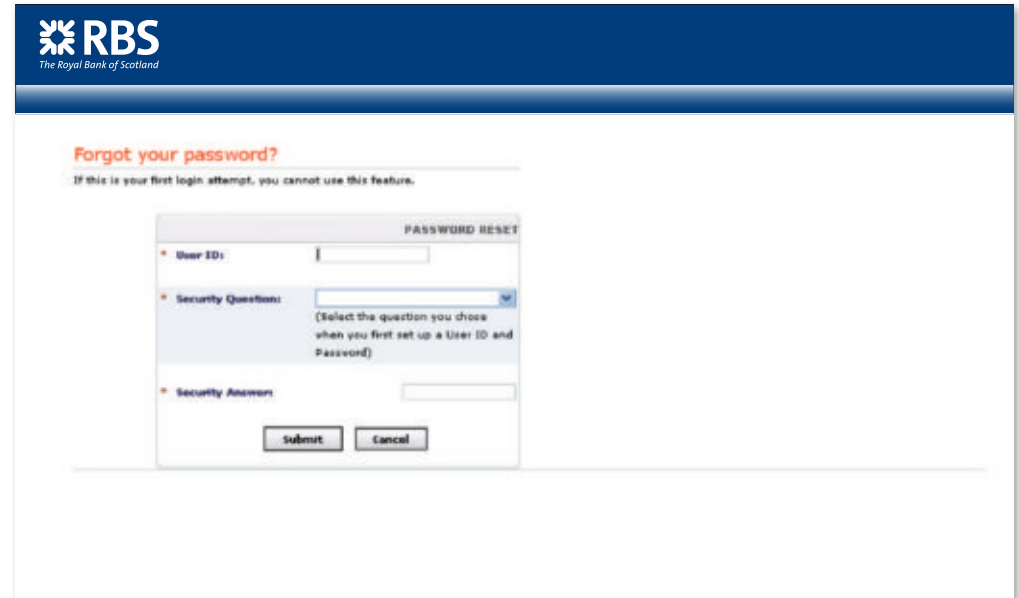 RBS
The Royal Bank of Scotland
Forgot your password?
If this is your first login attempt, you cannot use this feature.
PASSWORD RESET
* User ID:
* Security Question:
(Select the question you chose
when you first set up a User ID and
Password)
* Security Answer:
Submit Cancel